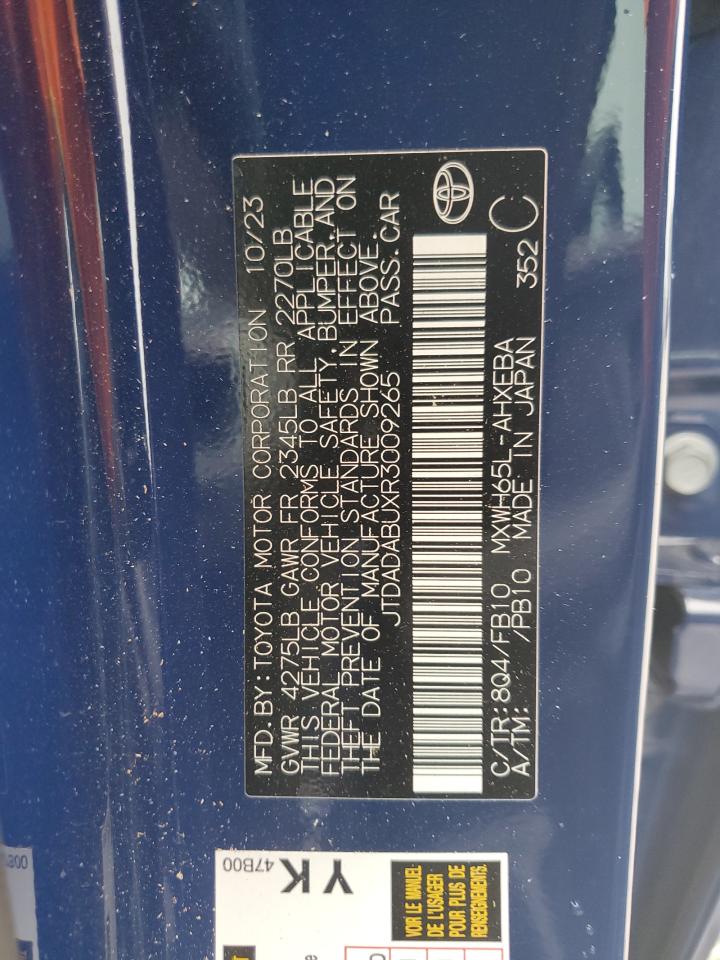 MFD.BY:TOYOTA MOTOR CORPORATION 10/23
GVWR 4275LB GAWR FR 2345LB RR 2270LB
THIS VEHICLE CONFORMS TO ALL APPLICABLE
FEDERAL MOTOR VEHICLE SAFETY, BUMPER, AND
THEFT PREVENTION STANDARDS IN EFFECT ON
THE DATE OF MANUFACTURE SHOWN ABOVE.
JTDADABUXR3009265 PASS.CAR
C/TR:8Q4/FB10 MXWH65L-AHXEBA
A/TM: /PB10 MADE IN JAPAN 352 C
YK
47B00
VOIR LE MANUEL
DE L'USAGER
POUR PLUS DE
RENSEIGNEMENTS.